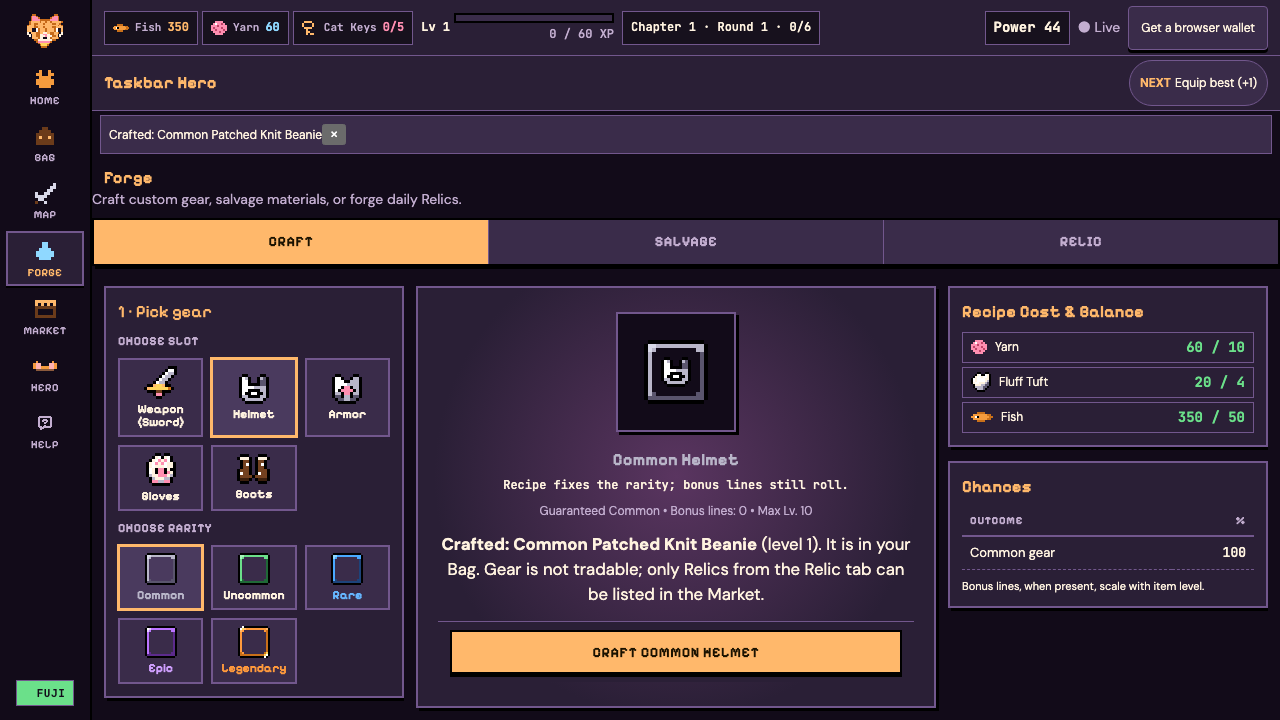 Fish 350
Yarn 60
Cat Keys 0/5
Lv 1
0 / 60 XP
Chapter 1 · Round 1 · 0/6
Power 44
Live
Get a browser wallet
HOME
BAG
MAP
FORGE
MARKET
HERO
HELP
FUJI
Taskbar Hero
NEXT Equip best (+1)
Crafted: Common Patched Knit Beanie ×
Forge
Craft custom gear, salvage materials, or forge daily Relics.
CRAFT
SALVAGE
RELIC
1 · Pick gear
CHOOSE SLOT
Weapon
(Sword)
Helmet
Armor
Gloves
Boots
CHOOSE RARITY
Common
Uncommon
Rare
Epic
Legendary
Common Helmet
Recipe fixes the rarity; bonus lines still roll.
Guaranteed Common • Bonus lines: 0 • Max Lv. 10
Crafted: Common Patched Knit Beanie (level 1). It is in your
Bag. Gear is not tradable; only Relics from the Relic tab can
be listed in the Market.
CRAFT COMMON HELMET
Recipe Cost & Balance
Yarn 60 / 10
Fluff Tuft 20 / 4
Fish 350 / 50
Chances
OUTCOME %
Common gear 100
Bonus lines, when present, scale with item level.